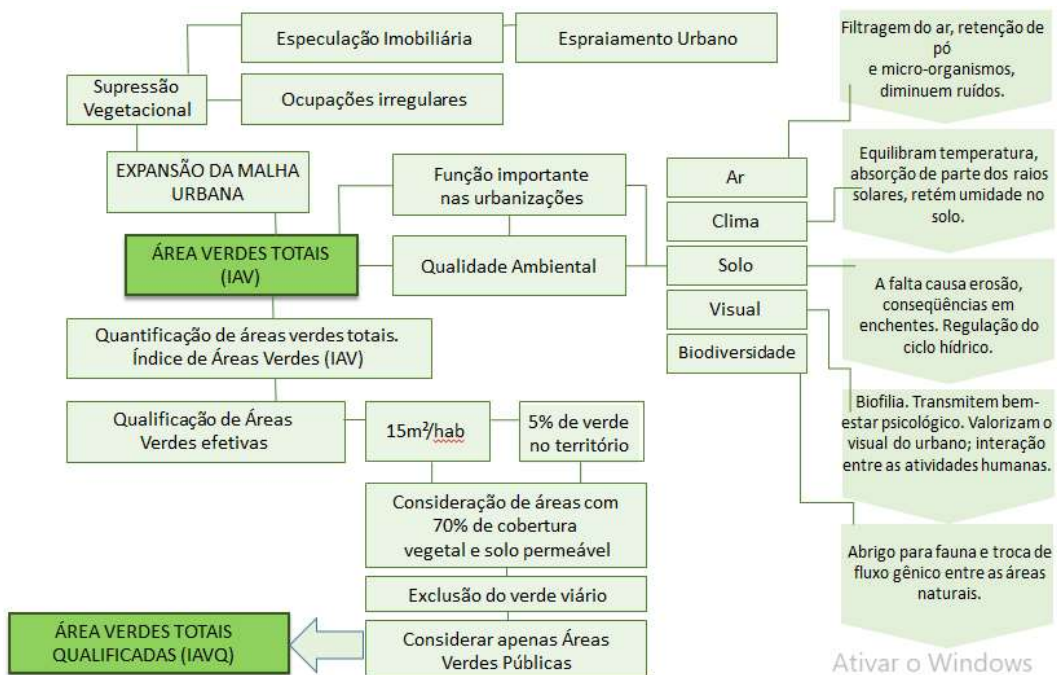 Especulação Imobiliária
Espraiamento Urbano
Supressão
Vegetacional
Ocupações irregulares
EXPANSÃO DA MALHA
URBANA
Função importante
nas urbanizações
ÁREA VERDES TOTAIS
(IAV)
Qualidade Ambiental
Quantificação de áreas verdes totais.
Índice de Áreas Verdes (IAV)
Qualificação de Áreas
Verdes efetivas
15m²/hab
5% de verde
no território
Consideração de áreas com
70% de cobertura
vegetal e solo permeável
Exclusão do verde viário
Considerar apenas Áreas
Verdes Públicas
ÁREA VERDES TOTAIS
QUALIFICADAS (IAVQ)
Ar
Clima
Solo
Visual
Biodiversidade
Filtragem do ar, retenção de
pó
e micro-organismos,
diminuem ruídos.
Equilibram temperatura,
absorção de parte dos raios
solares, retém umidade no
solo.
A falta causa erosão,
conseqüências em
enchentes. Regulação do
ciclo hídrico.
Biofilia. Transmitem bem-
estar psicológico. Valorizam o
visual do urbano; interação
entre as atividades humanas.
Abrigo para fauna e troca de
fluxo gênico entre as áreas
naturais.
Ativar o Windows